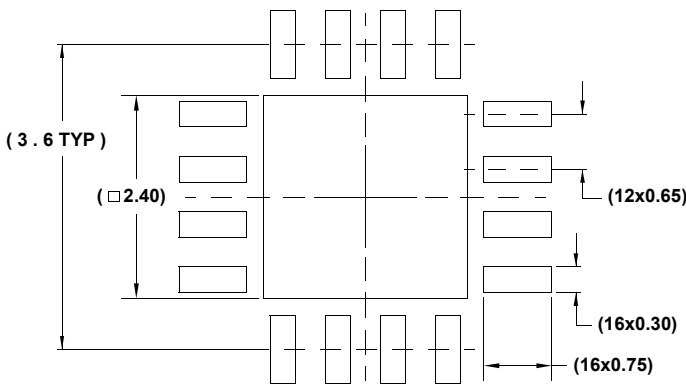 ( 3 . 6 TYP )
( □ 2.40)
(12x0.65)
(16x0.30)
(16x0.75)